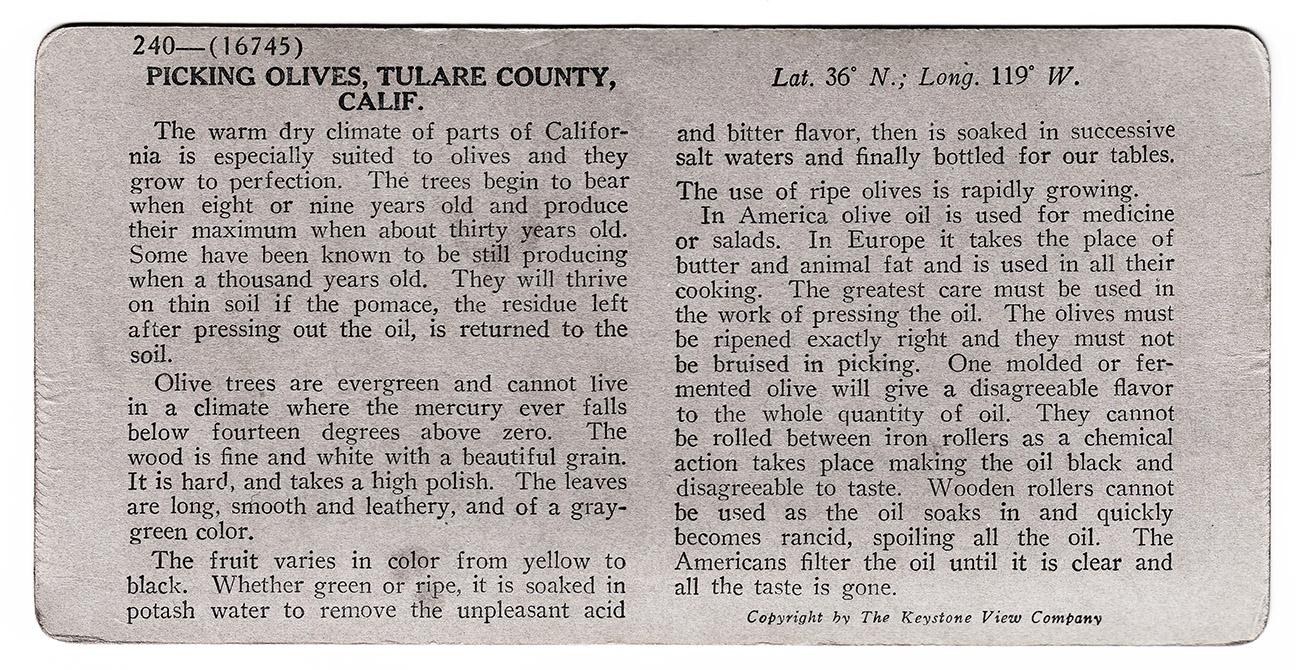 240—(16745)
PICKING OLIVES, TULARE COUNTY,
CALIF.
The warm dry climate of parts of Califor-
nia is especially suited to olives and they
grow to perfection. The trees begin to bear
when eight or nine years old and produce
their maximum when about thirty years old.
Some have been known to be still producing
when a thousand years old. They will thrive
on thin soil if the pomace, the residue left
after pressing out the oil, is returned to the
soil.
Olive trees are evergreen and cannot live
in a climate where the mercury ever falls
below fourteen degrees above zero. The
wood is fine and white with a beautiful grain.
It is hard, and takes a high polish. The leaves
are long, smooth and leathery, and of a gray-
green color.
The fruit varies in color from yellow to
black. Whether green or ripe, it is soaked in
potash water to remove the unpleasant acid
Lat. 36° N.; Long. 119° W.
and bitter flavor, then is soaked in successive
salt waters and finally bottled for our tables.
The use of ripe olives is rapidly growing.
In America olive oil is used for medicine
or salads. In Europe it takes the place of
butter and animal fat and is used in all their
cooking. The greatest care must be used in
the work of pressing the oil. The olives must
be ripened exactly right and they must not
be bruised in picking. One molded or fer-
mented olive will give a disagreeable flavor
to the whole quantity of oil. They cannot
be rolled between iron rollers as a chemical
action takes place making the oil black and
disagreeable to taste. Wooden rollers cannot
be used as the oil soaks in and quickly
becomes rancid, spoiling all the oil. The
Americans filter the oil until it is clear and
all the taste is gone.
Copyright by The Keystone View Company